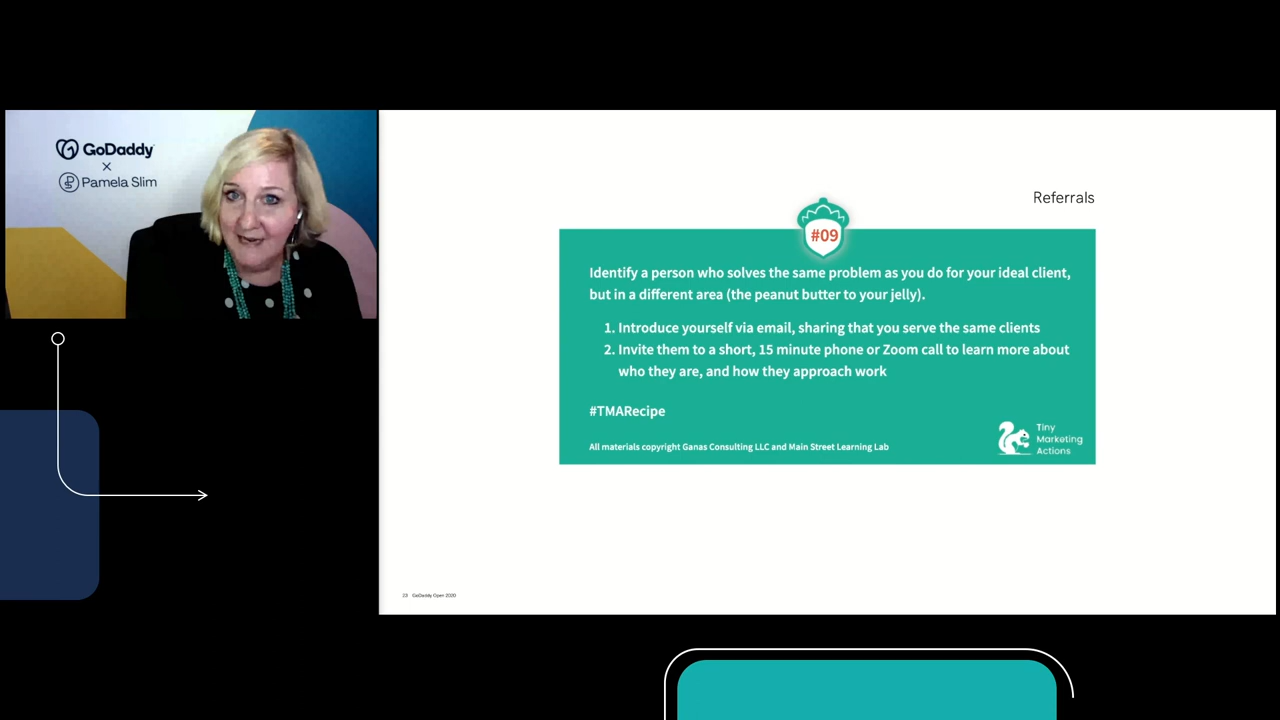 GoDaddy
×
Pamela Slim
Referrals
#09
Identify a person who solves the same problem as you do for your ideal client,
but in a different area (the peanut butter to your jelly).
1. Introduce yourself via email, sharing that you serve the same clients
2. Invite them to a short, 15 minute phone or Zoom call to learn more about
who they are, and how they approach work
#TMARecipe
All materials copyright Ganas Consulting LLC and Main Street Learning Lab
Tiny
Marketing
Actions
23 GoDaddy Open 2020